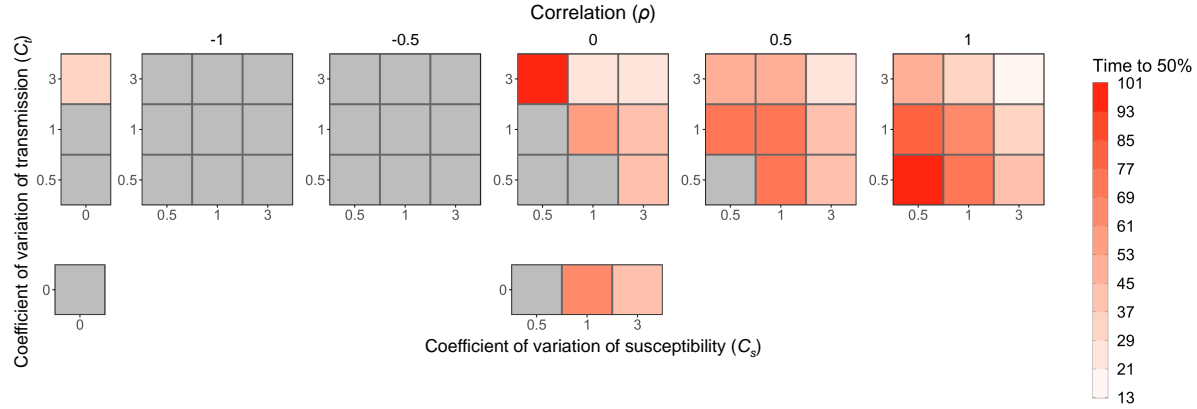 Correlation (ρ)
-1 -0.5 0 0.5 1
Coefficient of variation of transmission (Ct)
3 3 3 3 3 3
1 1 1 1 1 1
0.5 0.5 0.5 0.5 0.5 0.5
0 0.5 1 3 0.5 1 3 0.5 1 3 0.5 1 3 0.5 1 3
0 0
0 0.5 1 3
Coefficient of variation of susceptibility (Cs)
Time to 50%
101
93
85
77
69
61
53
45
37
29
21
13